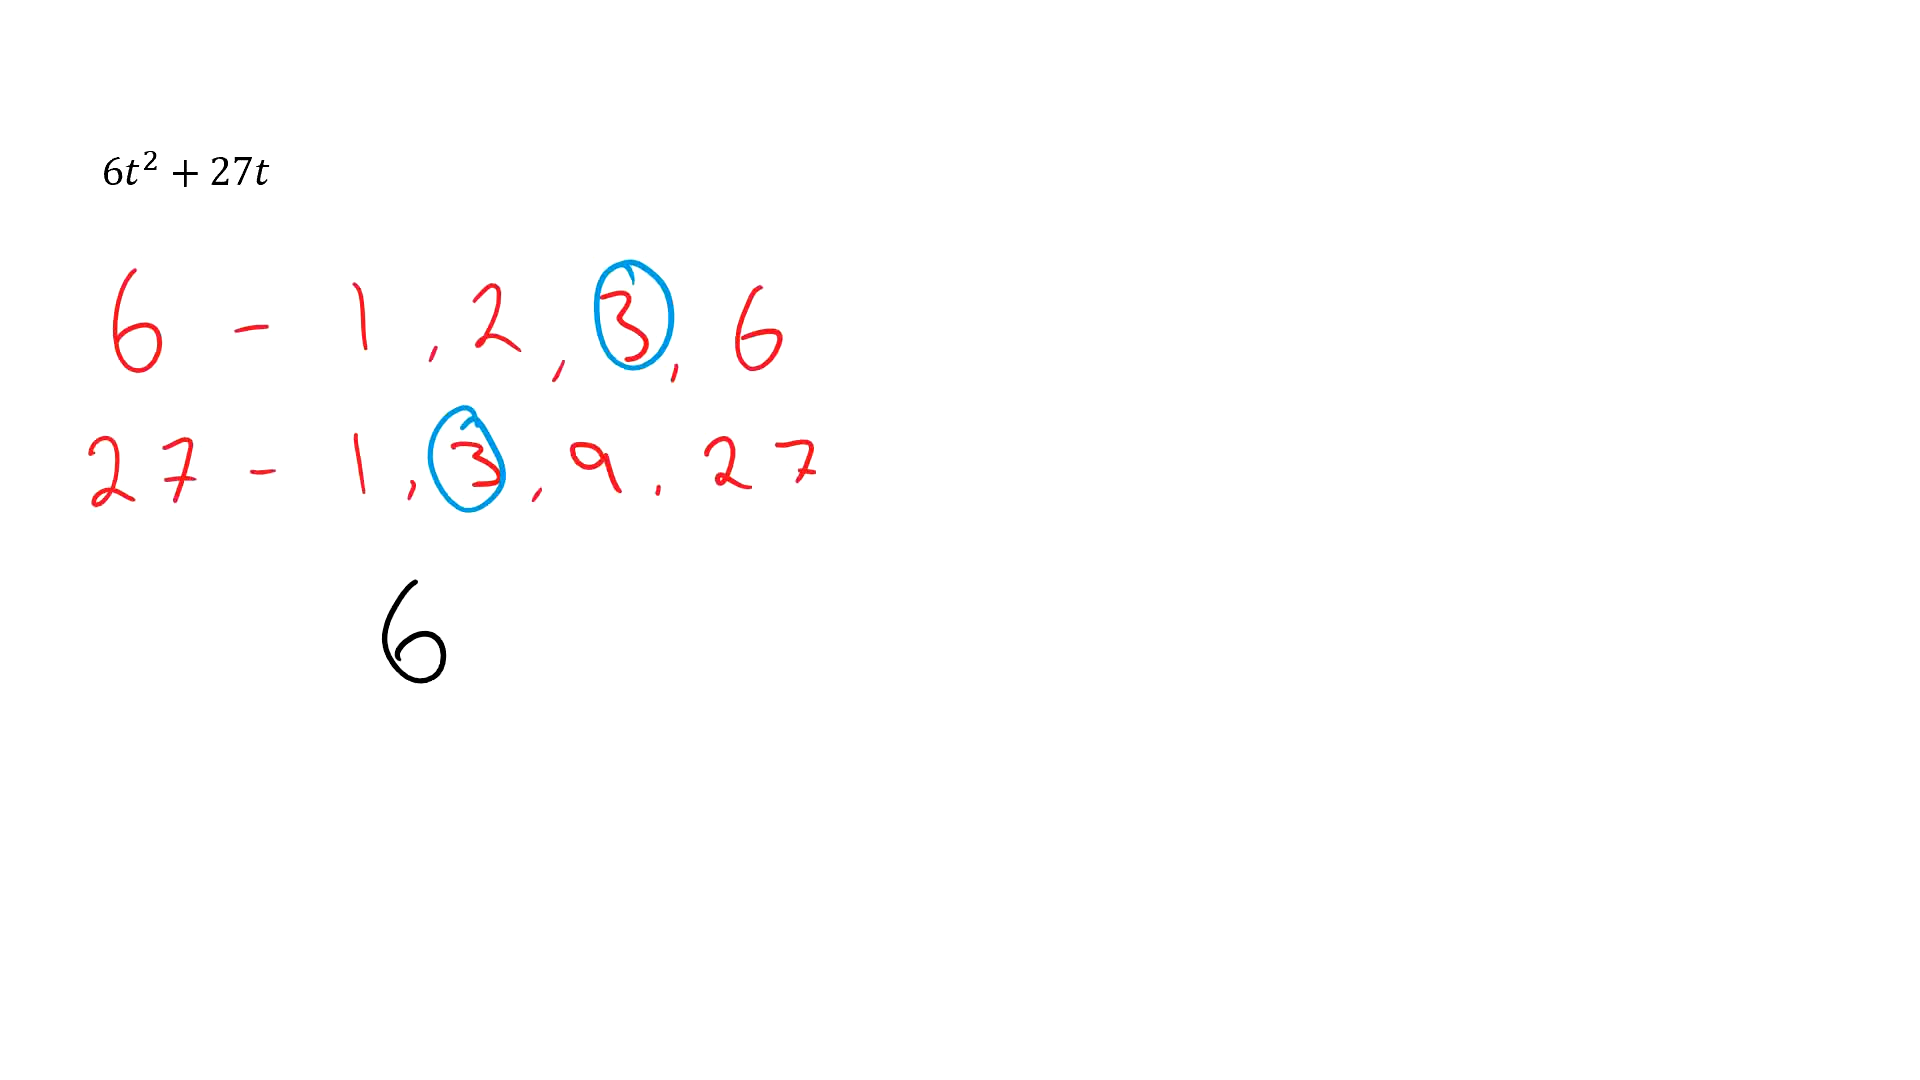 6t² + 27t
6 - 1, 2, 3, 6
27 - 1, 3, 9, 27
6